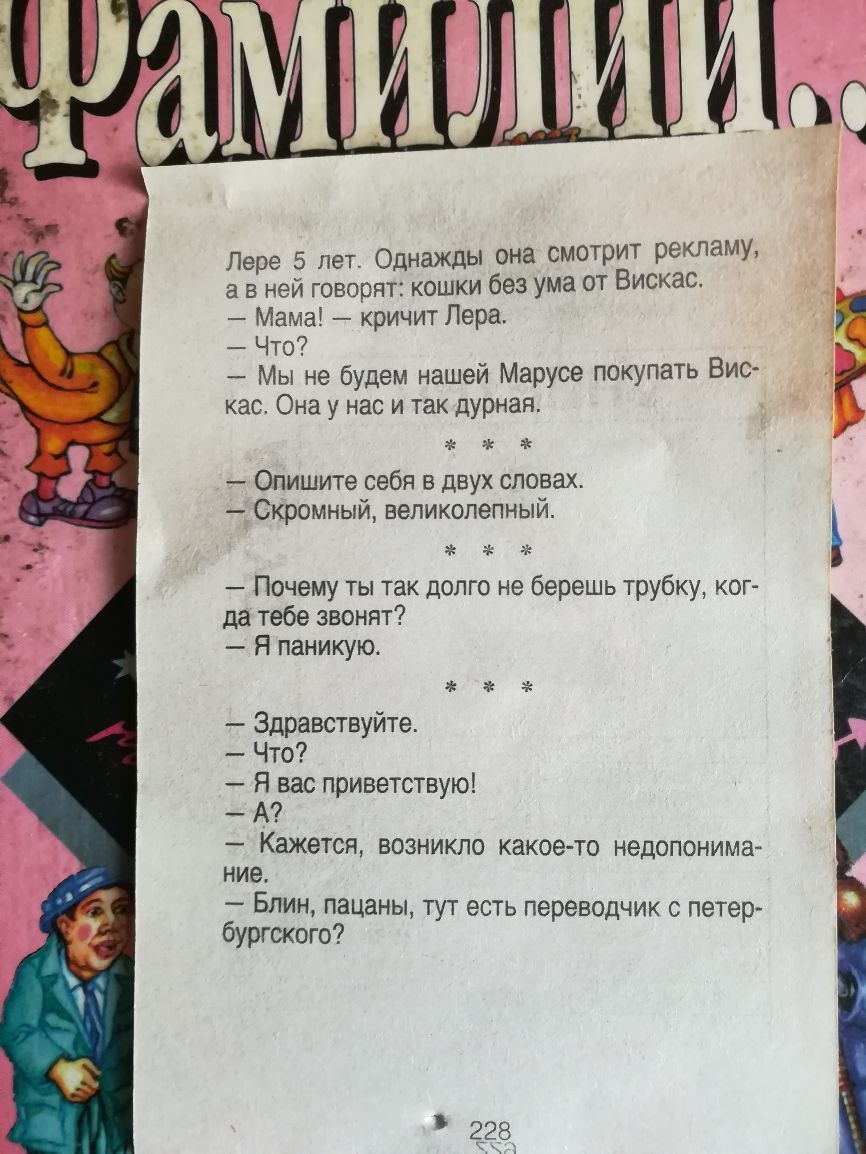 Фамилии..
Лере 5 лет. Однажды она смотрит рекламу,
а в ней говорят: кошки без ума от Вискас.
— Мама! — кричит Лера.
— Что?
— Мы не будем нашей Марусе покупать Вис-
кас. Она у нас и так дурная.
* * *
— Опишите себя в двух словах.
— Скромный, великолепный.
* * *
— Почему ты так долго не берешь трубку, ког-
да тебе звонят?
— Я паникую.
* * *
— Здравствуйте.
— Что?
— Я вас приветствую!
— А?
— Кажется, возникло какое-то недопонима-
ние.
— Блин, пацаны, тут есть переводчик с петер-
бургского?
228